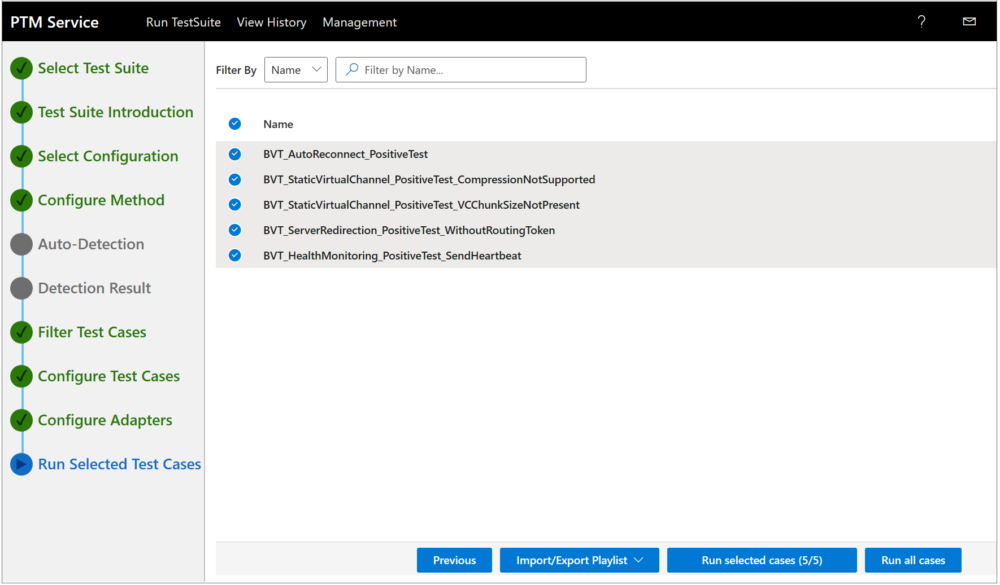 PTM Service
Run TestSuite
View History
Management
?
Select Test Suite
Test Suite Introduction
Select Configuration
Configure Method
Auto-Detection
Detection Result
Filter Test Cases
Configure Test Cases
Configure Adapters
Run Selected Test Cases
Filter By
Name
Filter by Name...
Name
BVT_AutoReconnect_PositiveTest
BVT_StaticVirtualChannel_PositiveTest_CompressionNotSupported
BVT_StaticVirtualChannel_PositiveTest_VCChunkSizeNotPresent
BVT_ServerRedirection_PositiveTest_WithoutRoutingToken
BVT_HealthMonitoring_PositiveTest_SendHeartbeat
Previous
Import/Export Playlist
Run selected cases (5/5)
Run all cases